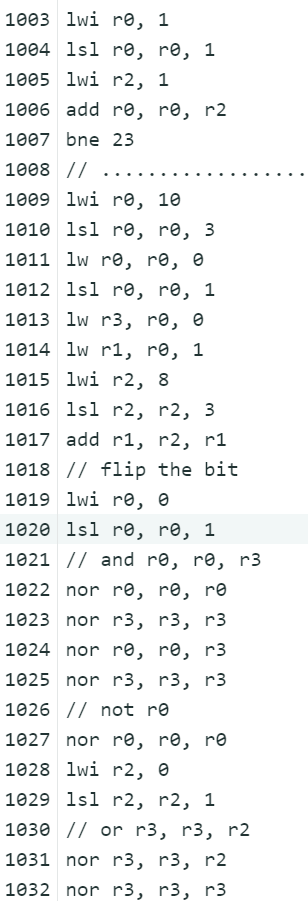 1003 lwi r0, 1
1004 lsl r0, r0, 1
1005 lwi r2, 1
1006 add r0, r0, r2
1007 bne 23
1008 // ..................
1009 lwi r0, 10
1010 lsl r0, r0, 3
1011 lw r0, r0, 0
1012 lsl r0, r0, 1
1013 lw r3, r0, 0
1014 lw r1, r0, 1
1015 lwi r2, 8
1016 lsl r2, r2, 3
1017 add r1, r2, r1
1018 // flip the bit
1019 lwi r0, 0
1020 lsl r0, r0, 1
1021 // and r0, r0, r3
1022 nor r0, r0, r0
1023 nor r3, r3, r3
1024 nor r0, r0, r3
1025 nor r3, r3, r3
1026 // not r0
1027 nor r0, r0, r0
1028 lwi r2, 0
1029 lsl r2, r2, 1
1030 // or r3, r3, r2
1031 nor r3, r3, r2
1032 nor r3, r3, r3